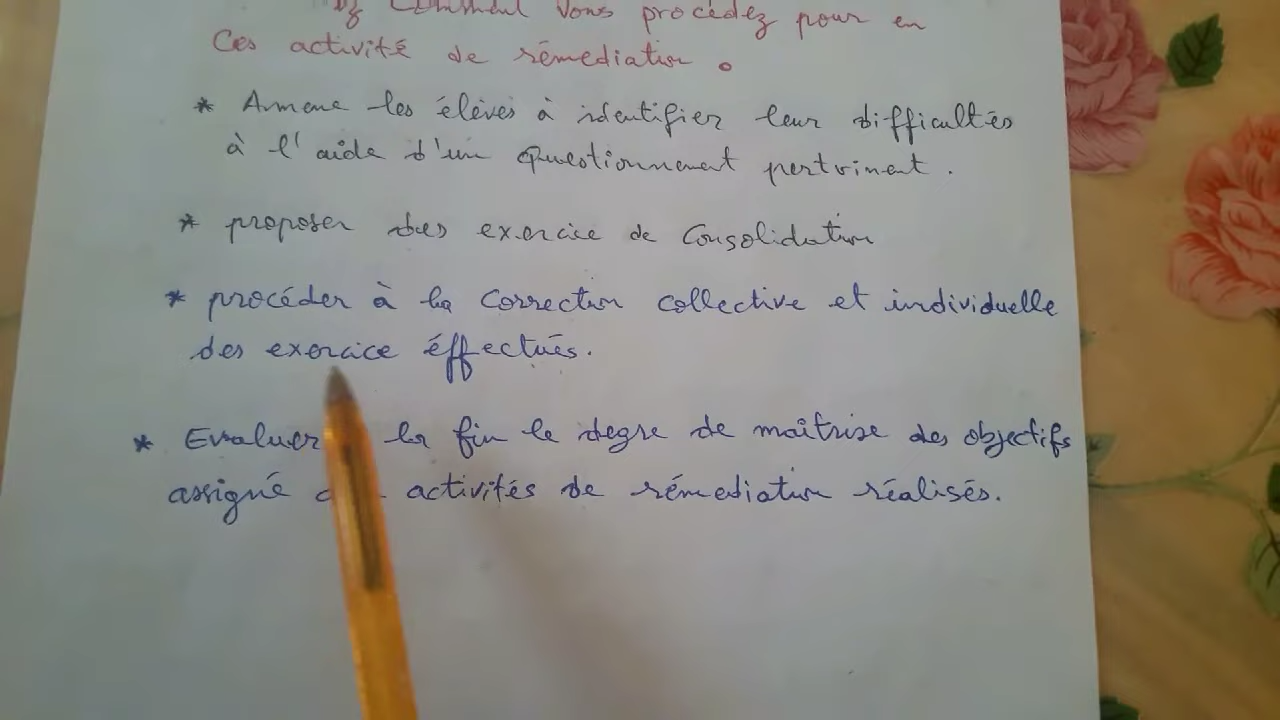 Comment Vous procédez pour en
Ces activité de rémediation.
* Amene les élèves à identifier leur difficultés
à l'aide d'un questionnement pertinent.
* proposer des exercice de Consolidation
* procéder à la Correction collective et individuelle
des exercice éffectués.
* Evaluer la fin le degre de maîtrise des objectifs
assigné activités de rémediation réalisés.